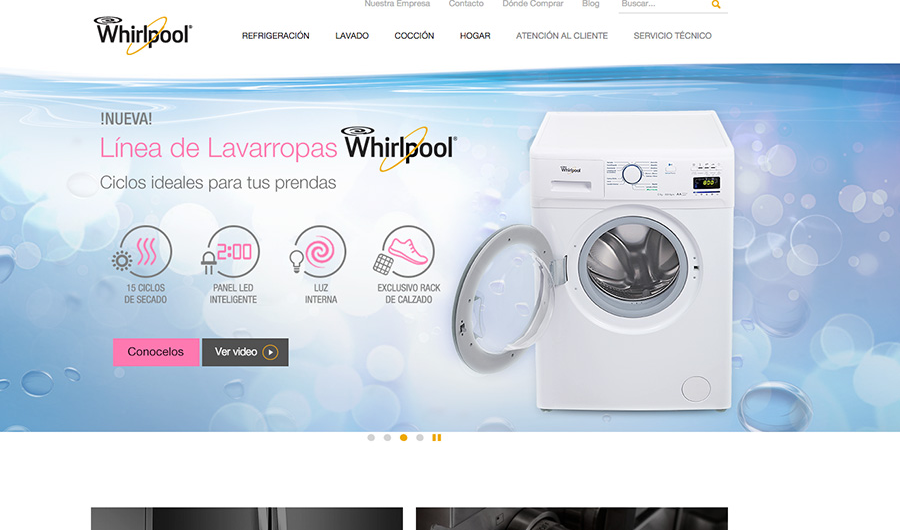 Nuestra Empresa Contacto Dónde Comprar Blog Buscar...
Whirlpool
REFRIGERACIÓN LAVADO COCCIÓN HOGAR ATENCIÓN AL CLIENTE SERVICIO TÉCNICO
!NUEVA!
Línea de Lavarropas Whirlpool
Ciclos ideales para tus prendas
2:00
15 CICLOS
DE SECADO
PANEL LED
INTELIGENTE
LUZ
INTERNA
EXCLUSIVO RACK
DE CALZADO
Conocelos Ver video
Whirlpool